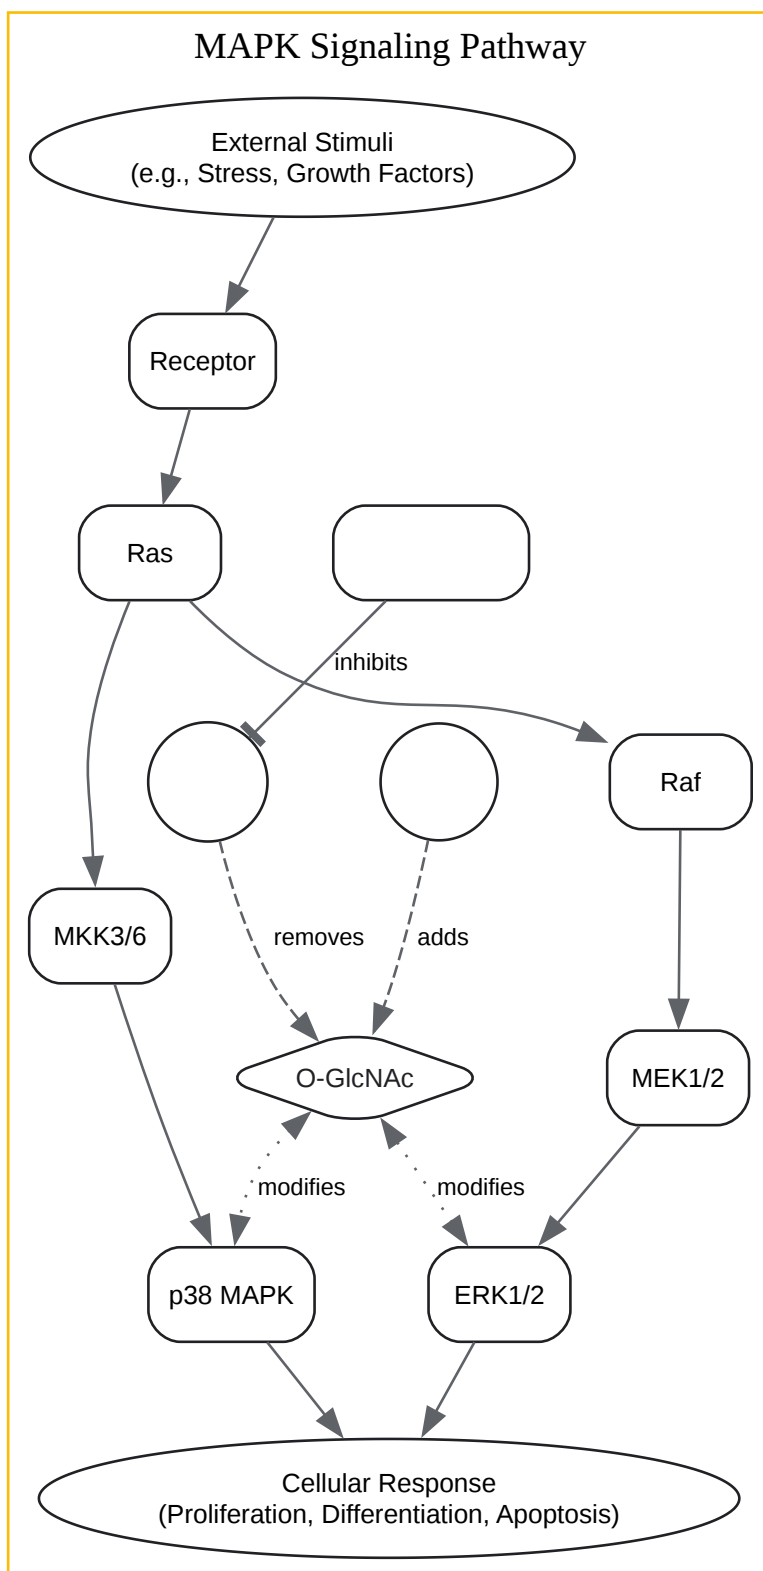 MAPK Signaling Pathway
External Stimuli
(e.g., Stress, Growth Factors)
Receptor
Ras
inhibits
Raf
MKK3/6
removes
adds
O-GlcNAc
MEK1/2
modifies
modifies
p38 MAPK
ERK1/2
Cellular Response
(Proliferation, Differentiation, Apoptosis)